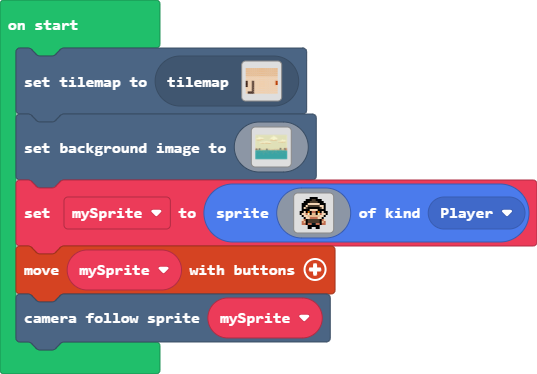 on start
set tilemap to tilemap
set background image to
set mySprite to sprite of kind Player
move mySprite with buttons
camera follow sprite mySprite